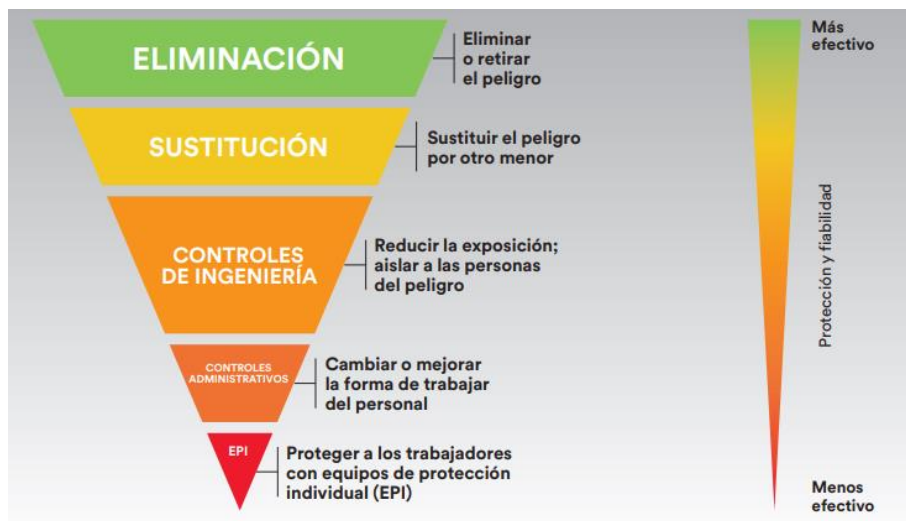 ELIMINACIÓN
Eliminar
o retirar
el peligro
SUSTITUCIÓN
Sustituir el peligro
por otro menor
CONTROLES
DE INGENIERÍA
Reducir la exposición;
aislar a las personas
del peligro
CONTROLES
ADMINISTRATIVOS
Cambiar o mejorar
la forma de trabajar
del personal
EPI
Proteger a los trabajadores
con equipos de protección
individual (EPI)
Más
efectivo
Protección y fiabilidad
Menos
efectivo